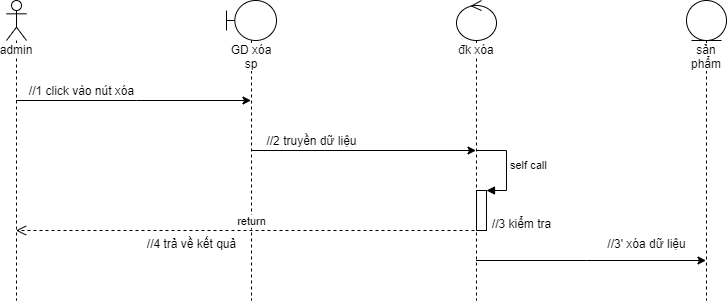 admin
GD xóa
sp
đk xóa
sản
phẩm
//1 click vào nút xóa
//2 truyền dữ liệu
self call
return
//3 kiểm tra
//4 trả về kết quả
//3' xóa dữ liệu